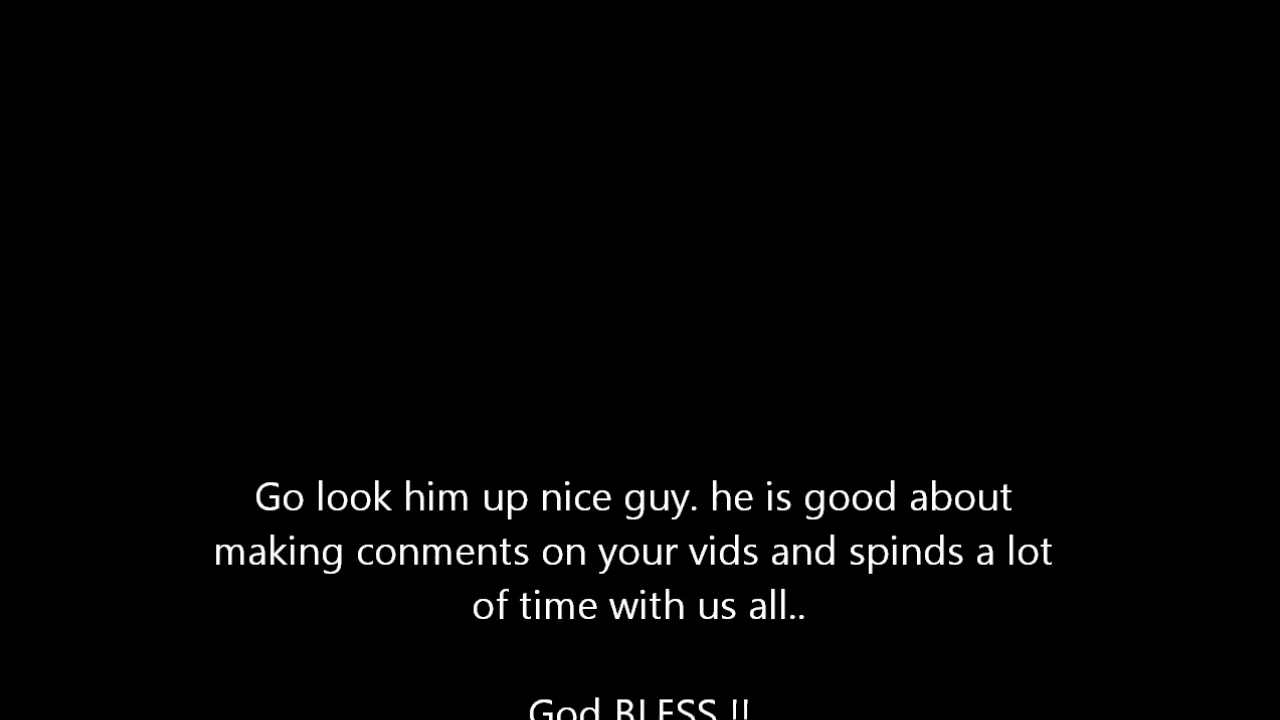 Go look him up nice guy. he is good about
making conments on your vids and spinds a lot
of time with us all..
God BLESS !!